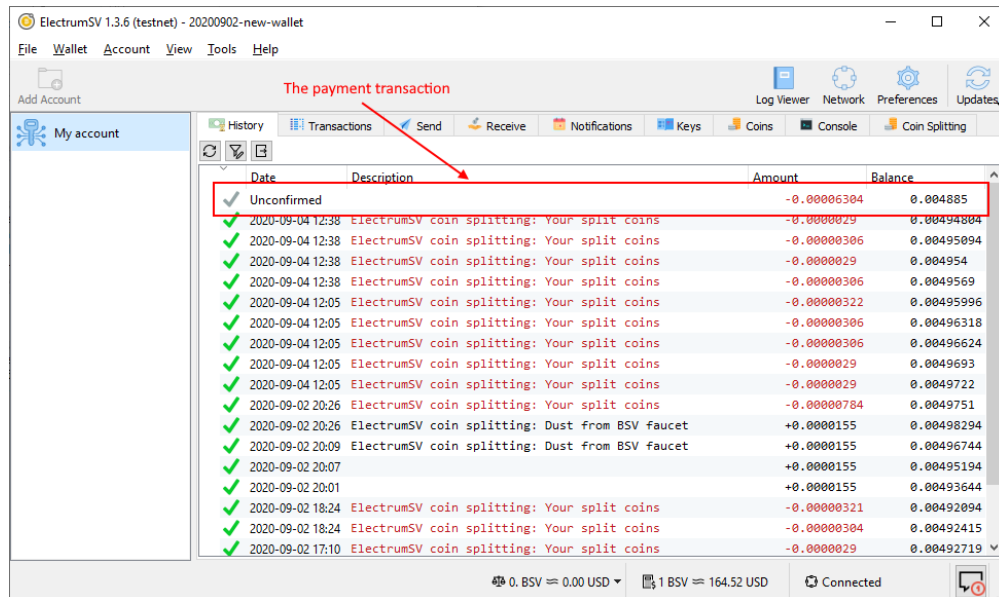 ElectrumSV 1.3.6 (testnet) - 20200902-new-wallet
File Wallet Account View Tools Help
The payment transaction
Add Account Log Viewer Network Preferences Updates
My account
History Transactions Send Receive Notifications Keys Coins Console Coin Splitting
Date Description Amount Balance
Unconfirmed -0.00006304 0.004885
2020-09-04 12:38 ElectrumSV coin splitting: Your split coins -0.0000029 0.00494804
2020-09-04 12:38 ElectrumSV coin splitting: Your split coins -0.00000306 0.00495094
2020-09-04 12:38 ElectrumSV coin splitting: Your split coins -0.0000029 0.004954
2020-09-04 12:38 ElectrumSV coin splitting: Your split coins -0.00000306 0.0049569
2020-09-04 12:05 ElectrumSV coin splitting: Your split coins -0.00000322 0.00495996
2020-09-04 12:05 ElectrumSV coin splitting: Your split coins -0.00000306 0.00496318
2020-09-04 12:05 ElectrumSV coin splitting: Your split coins -0.00000306 0.00496624
2020-09-04 12:05 ElectrumSV coin splitting: Your split coins -0.0000029 0.0049693
2020-09-04 12:05 ElectrumSV coin splitting: Your split coins -0.0000029 0.0049722
2020-09-02 20:26 ElectrumSV coin splitting: Your split coins -0.00000784 0.0049751
2020-09-02 20:26 ElectrumSV coin splitting: Dust from BSV faucet +0.0000155 0.00498294
2020-09-02 20:09 ElectrumSV coin splitting: Dust from BSV faucet +0.0000155 0.00496744
2020-09-02 20:07 +0.0000155 0.00495194
2020-09-02 20:01 +0.0000155 0.00493644
2020-09-02 18:24 ElectrumSV coin splitting: Your split coins -0.00000321 0.00492094
2020-09-02 18:24 ElectrumSV coin splitting: Your split coins -0.00000304 0.00492415
2020-09-02 17:10 ElectrumSV coin splitting: Your split coins -0.0000029 0.00492719
0. BSV ≈ 0.00 USD 1 BSV ≈ 164.52 USD Connected 1